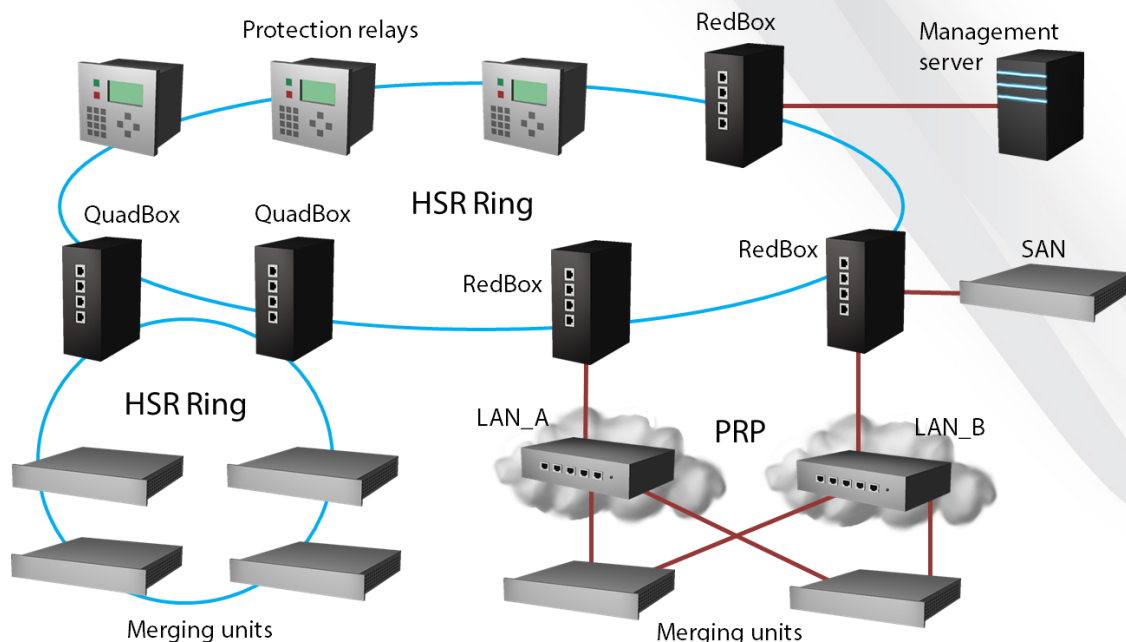 RedBox
Management
server
Protection relays
QuadBox
QuadBox
HSR Ring
RedBox
RedBox
SAN
HSR Ring
LAN_A
PRP
LAN_B
Merging units
Merging units